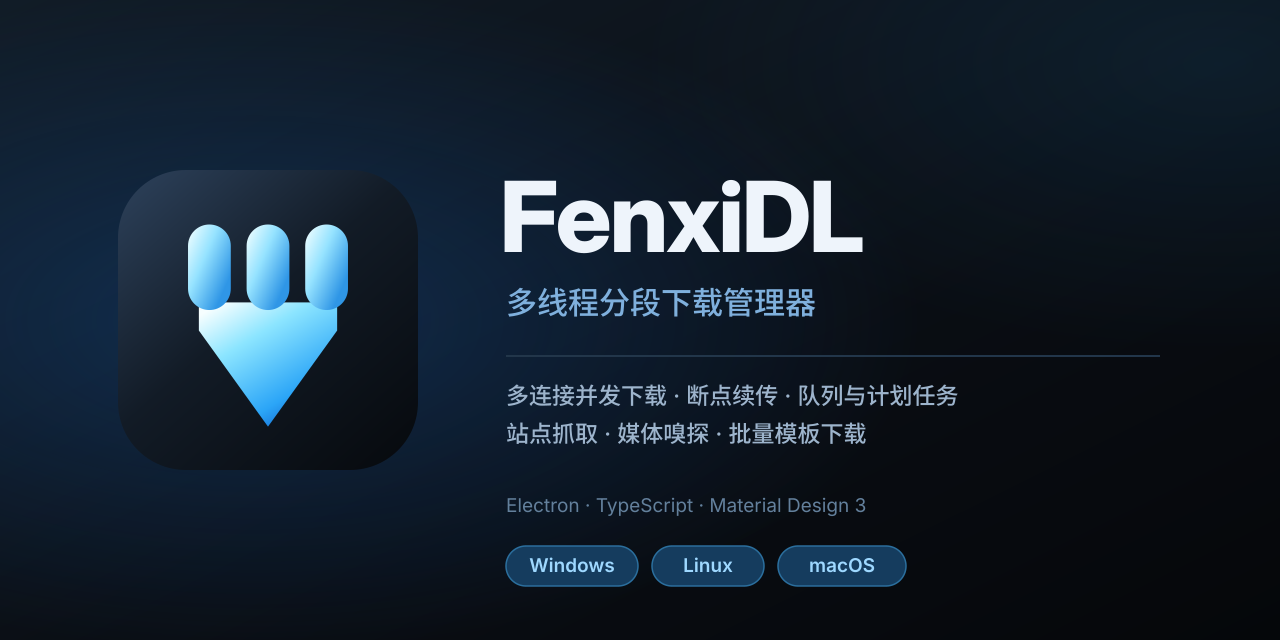 FenxiDL
多线程分段下载管理器
多连接并发下载 · 断点续传 · 队列与计划任务
站点抓取 · 媒体嗅探 · 批量模板下载
Electron · TypeScript · Material Design 3
Windows Linux macOS